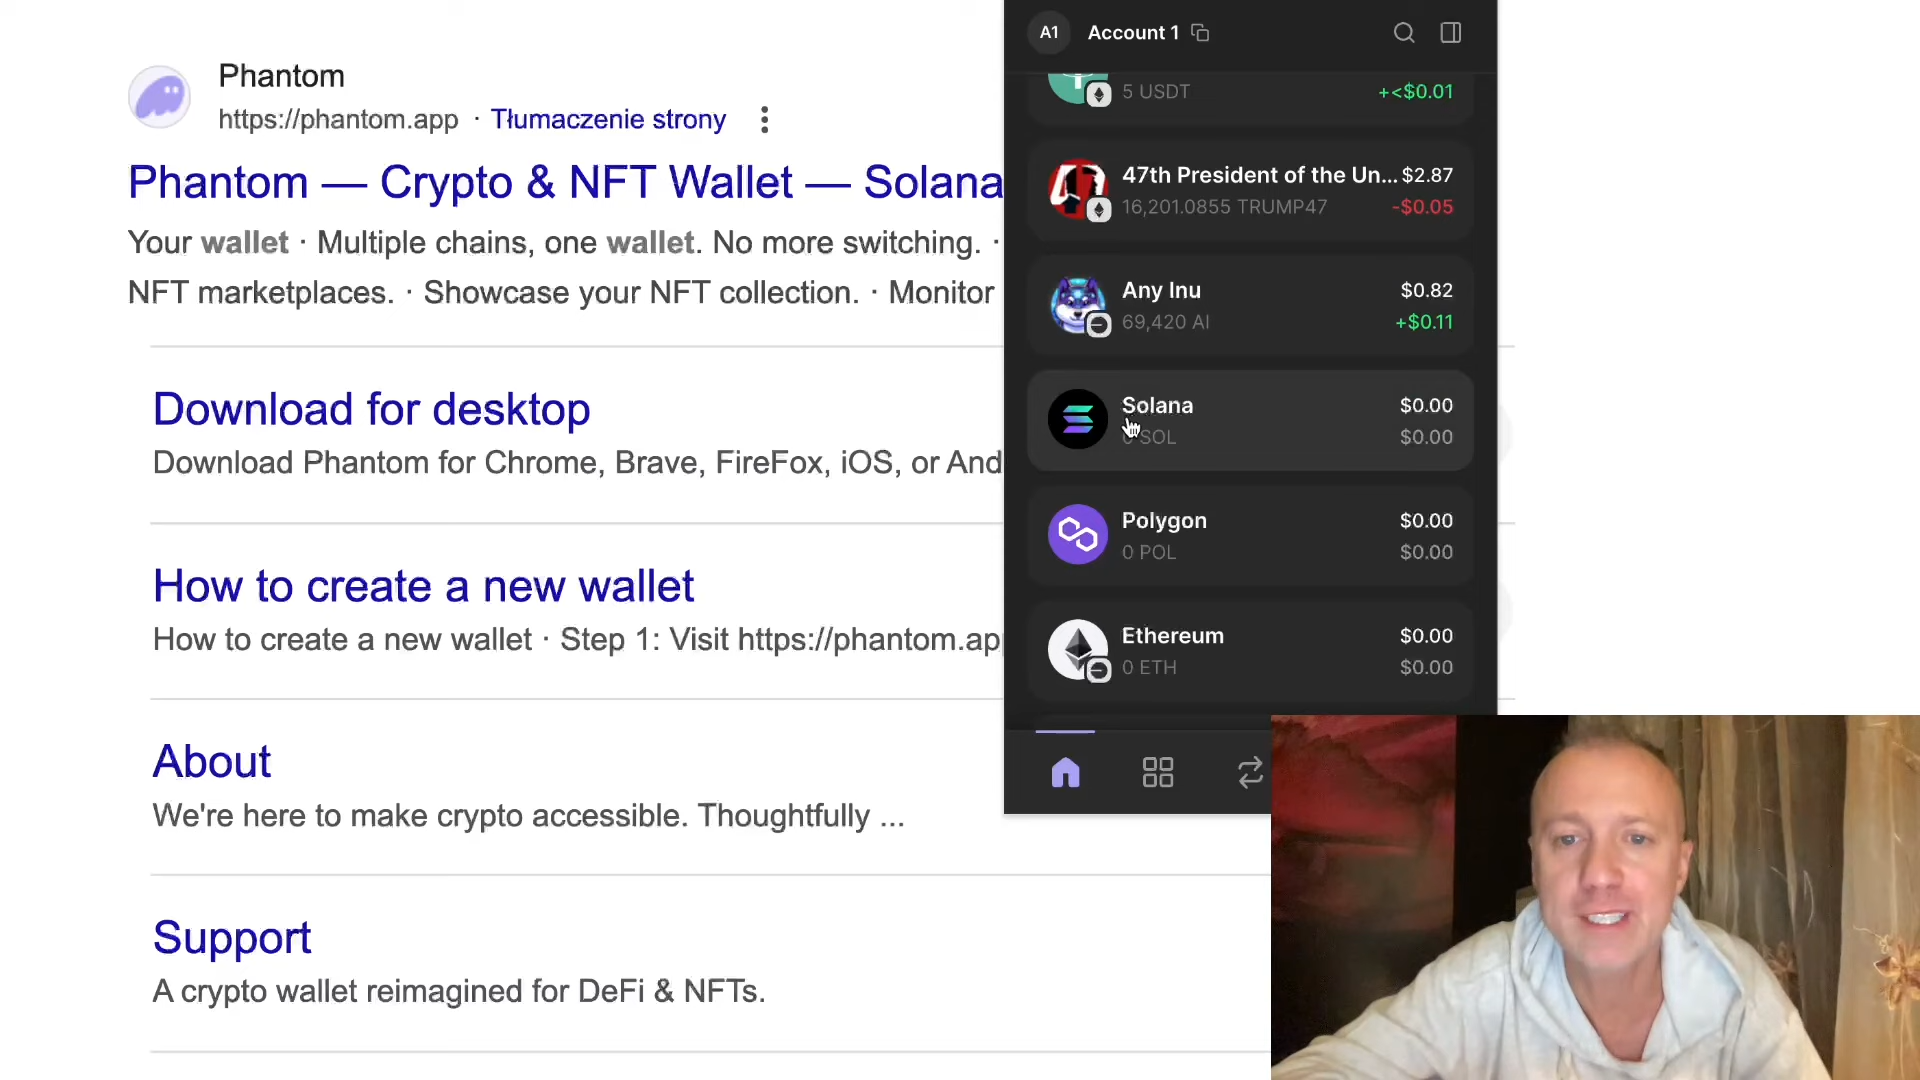 Phantom
https://phantom.app · Tłumaczenie strony
Phantom — Crypto & NFT Wallet — Solana
Your wallet · Multiple chains, one wallet. No more switching. ·
NFT marketplaces. · Showcase your NFT collection. · Monitor
Download for desktop
Download Phantom for Chrome, Brave, FireFox, iOS, or And
How to create a new wallet
How to create a new wallet · Step 1: Visit https://phantom.app
About
We're here to make crypto accessible. Thoughtfully ...
Support
A crypto wallet reimagined for DeFi & NFTs.
A1 Account 1
5 USDT +<$0.01
47th President of the Un... $2.87
16,201.0855 TRUMP47 -$0.05
Any Inu $0.82
69,420 AI +$0.11
Solana $0.00
0 SOL $0.00
Polygon $0.00
0 POL $0.00
Ethereum $0.00
0 ETH $0.00